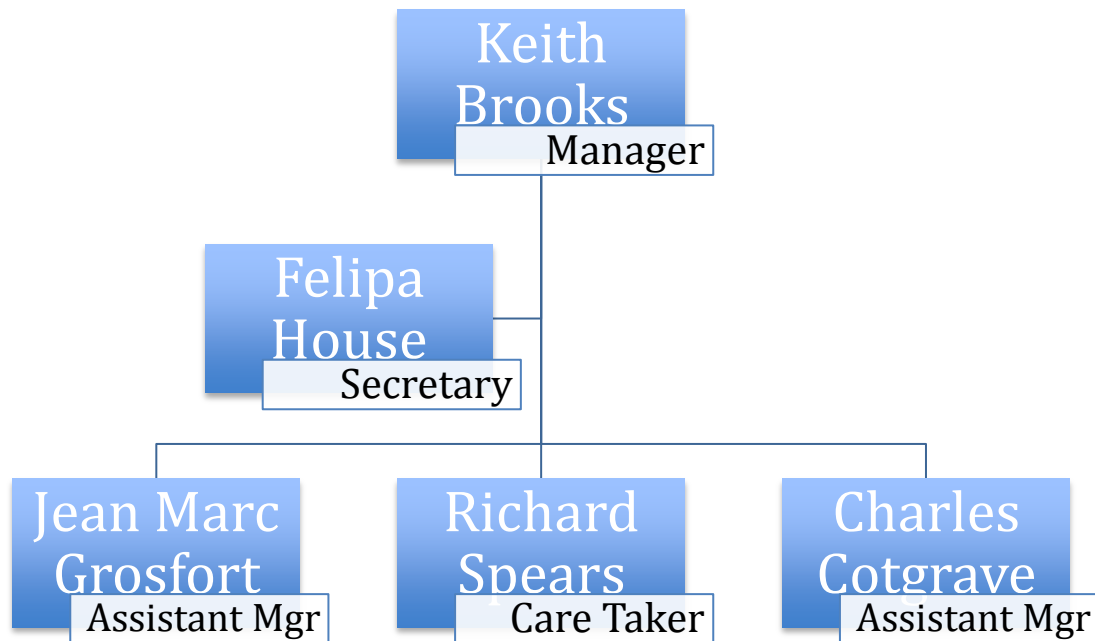 Keith
Brooks
Manager
Felipa
House
Secretary
Jean Marc
Grosfort
Assistant Mgr
Richard
Spears
Care Taker
Charles
Cotgrave
Assistant Mgr